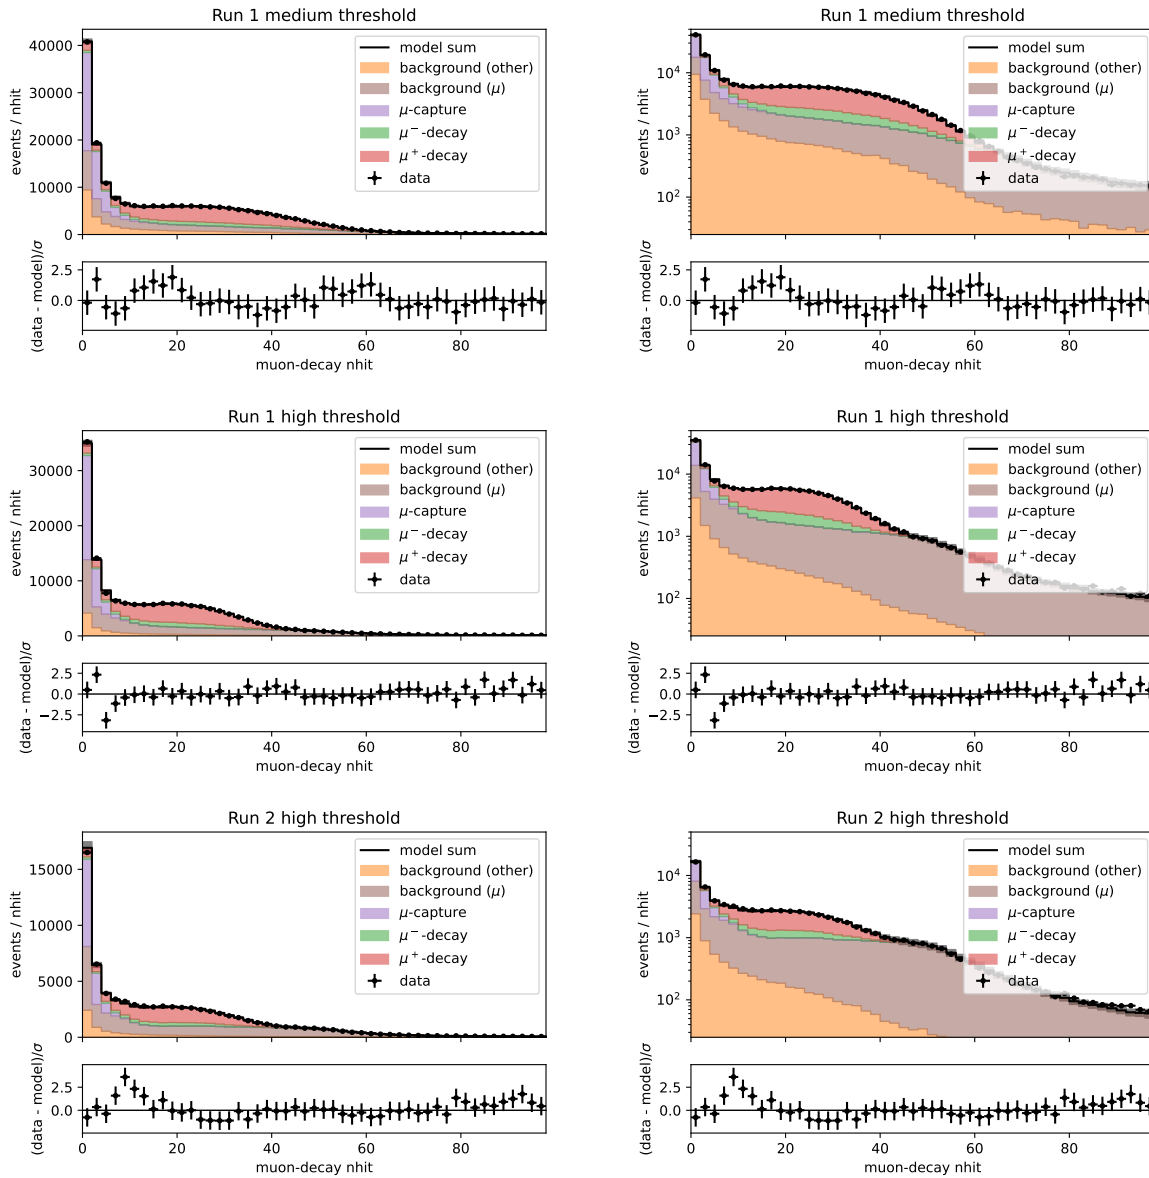 Run 1 medium threshold
events / nhit
40000
30000
20000
10000
0
model sum
background (other)
background (μ)
μ-capture
μ⁻-decay
μ⁺-decay
data
(data - model)/σ
2.5
0.0
0 20 40 60 80
muon-decay nhit
Run 1 medium threshold
events / nhit
10⁴
10³
10²
model sum
background (other)
background (μ)
μ-capture
μ⁻-decay
μ⁺-decay
data
(data - model)/σ
2.5
0.0
0 20 40 60 80
muon-decay nhit
Run 1 high threshold
events / nhit
30000
20000
10000
0
model sum
background (other)
background (μ)
μ-capture
μ⁻-decay
μ⁺-decay
data
(data - model)/σ
2.5
0.0
−2.5
0 20 40 60 80
muon-decay nhit
Run 1 high threshold
events / nhit
10⁴
10³
10²
model sum
background (other)
background (μ)
μ-capture
μ⁻-decay
μ⁺-decay
data
(data - model)/σ
2.5
0.0
−2.5
0 20 40 60 80
muon-decay nhit
Run 2 high threshold
events / nhit
15000
10000
5000
0
model sum
background (other)
background (μ)
μ-capture
μ⁻-decay
μ⁺-decay
data
(data - model)/σ
2.5
0.0
0 20 40 60 80
muon-decay nhit
Run 2 high threshold
events / nhit
10⁴
10³
10²
model sum
background (other)
background (μ)
μ-capture
μ⁻-decay
μ⁺-decay
data
(data - model)/σ
2.5
0.0
0 20 40 60 80
muon-decay nhit